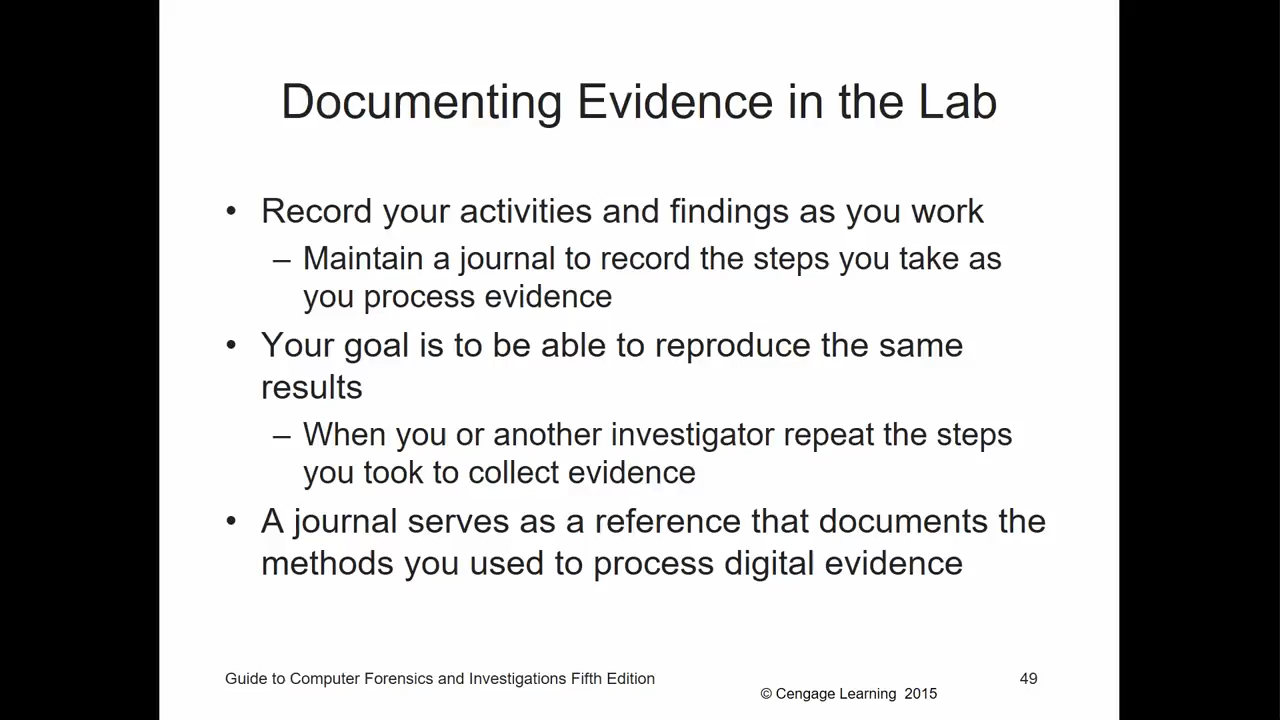 Documenting Evidence in the Lab
• Record your activities and findings as you work
– Maintain a journal to record the steps you take as
you process evidence
• Your goal is to be able to reproduce the same
results
– When you or another investigator repeat the steps
you took to collect evidence
• A journal serves as a reference that documents the
methods you used to process digital evidence
Guide to Computer Forensics and Investigations Fifth Edition
49
© Cengage Learning 2015